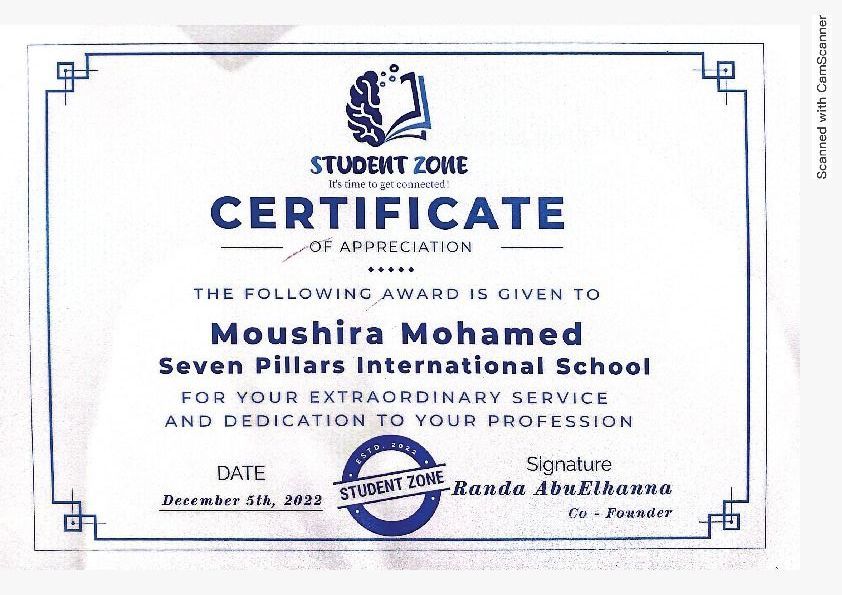 STUDENT ZONE
It's time to get connected!
CERTIFICATE
OF APPRECIATION
THE FOLLOWING AWARD IS GIVEN TO
Moushira Mohamed
Seven Pillars International School
FOR YOUR EXTRAORDINARY SERVICE
AND DEDICATION TO YOUR PROFESSION
DATE
December 5th, 2022
ESTD. 2022
STUDENT ZONE
Signature
Randa AbuElhanna
Co - Founder
Scanned with CamScanner